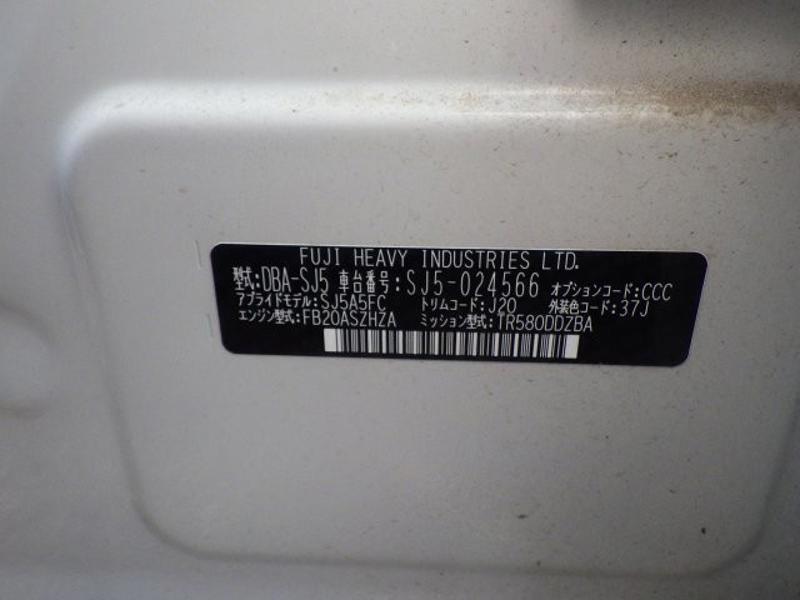 FUJI HEAVY INDUSTRIES LTD.
型式:DBA-SJ5 車台番号:SJ5-024566 オプションコード:CCC
アプライドモデル:SJ5A5FC トリムコード:J20 外装色コード:37J
エンジン型式:FB20ASZHZA ミッション型式:TR580DDZBA